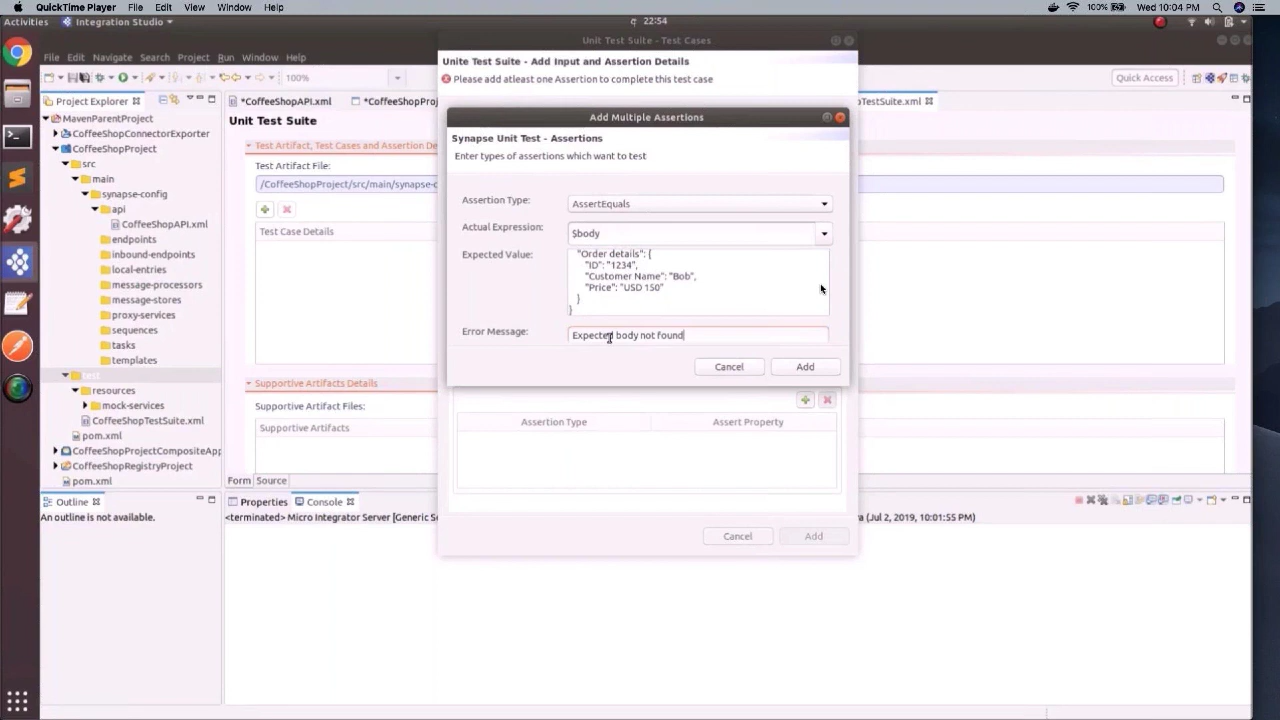 QuickTime Player File Edit View Window Help
Wed 10:04 PM
Activities Integration Studio
22:54
File Edit Navigate Search Project Run Window Help
100%
Quick Access
Project Explorer
MavenParentProject
CoffeeShopConnectorExporter
CoffeeShopProject
src
main
synapse-config
api
CoffeeShopAPI.xml
endpoints
inbound-endpoints
local-entries
message-processors
message-stores
proxy-services
sequences
tasks
templates
test
resources
mock-services
CoffeeShopTestSuite.xml
pom.xml
CoffeeShopProjectCompositeApp
CoffeeShopRegistryProject
pom.xml
Outline
An outline is not available.
*CoffeeShopAPI.xml *CoffeeShopProj
pTestSuite.xml
Unit Test Suite
Test Artifact, Test Cases and Assertion De
Test Artifact File:
/CoffeeShopProject/src/main/synapse-c
Test Case Details
Supportive Artifacts Details
Supportive Artifact Files:
Supportive Artifacts
Form Source
Properties Console
<terminated> Micro Integrator Server [Generic Se
va (Jul 2, 2019, 10:01:55 PM)
Unit Test Suite - Test Cases
Unite Test Suite - Add Input and Assertion Details
Please add atleast one Assertion to complete this test case
Add Multiple Assertions
Synapse Unit Test - Assertions
Enter types of assertions which want to test
Assertion Type: AssertEquals
Actual Expression: $body
Expected Value:
"Order details": {
"ID": "1234",
"Customer Name": "Bob",
"Price": "USD 150"
}
}
Error Message: Expected body not found
Cancel Add
Assertion Type Assert Property
Cancel Add